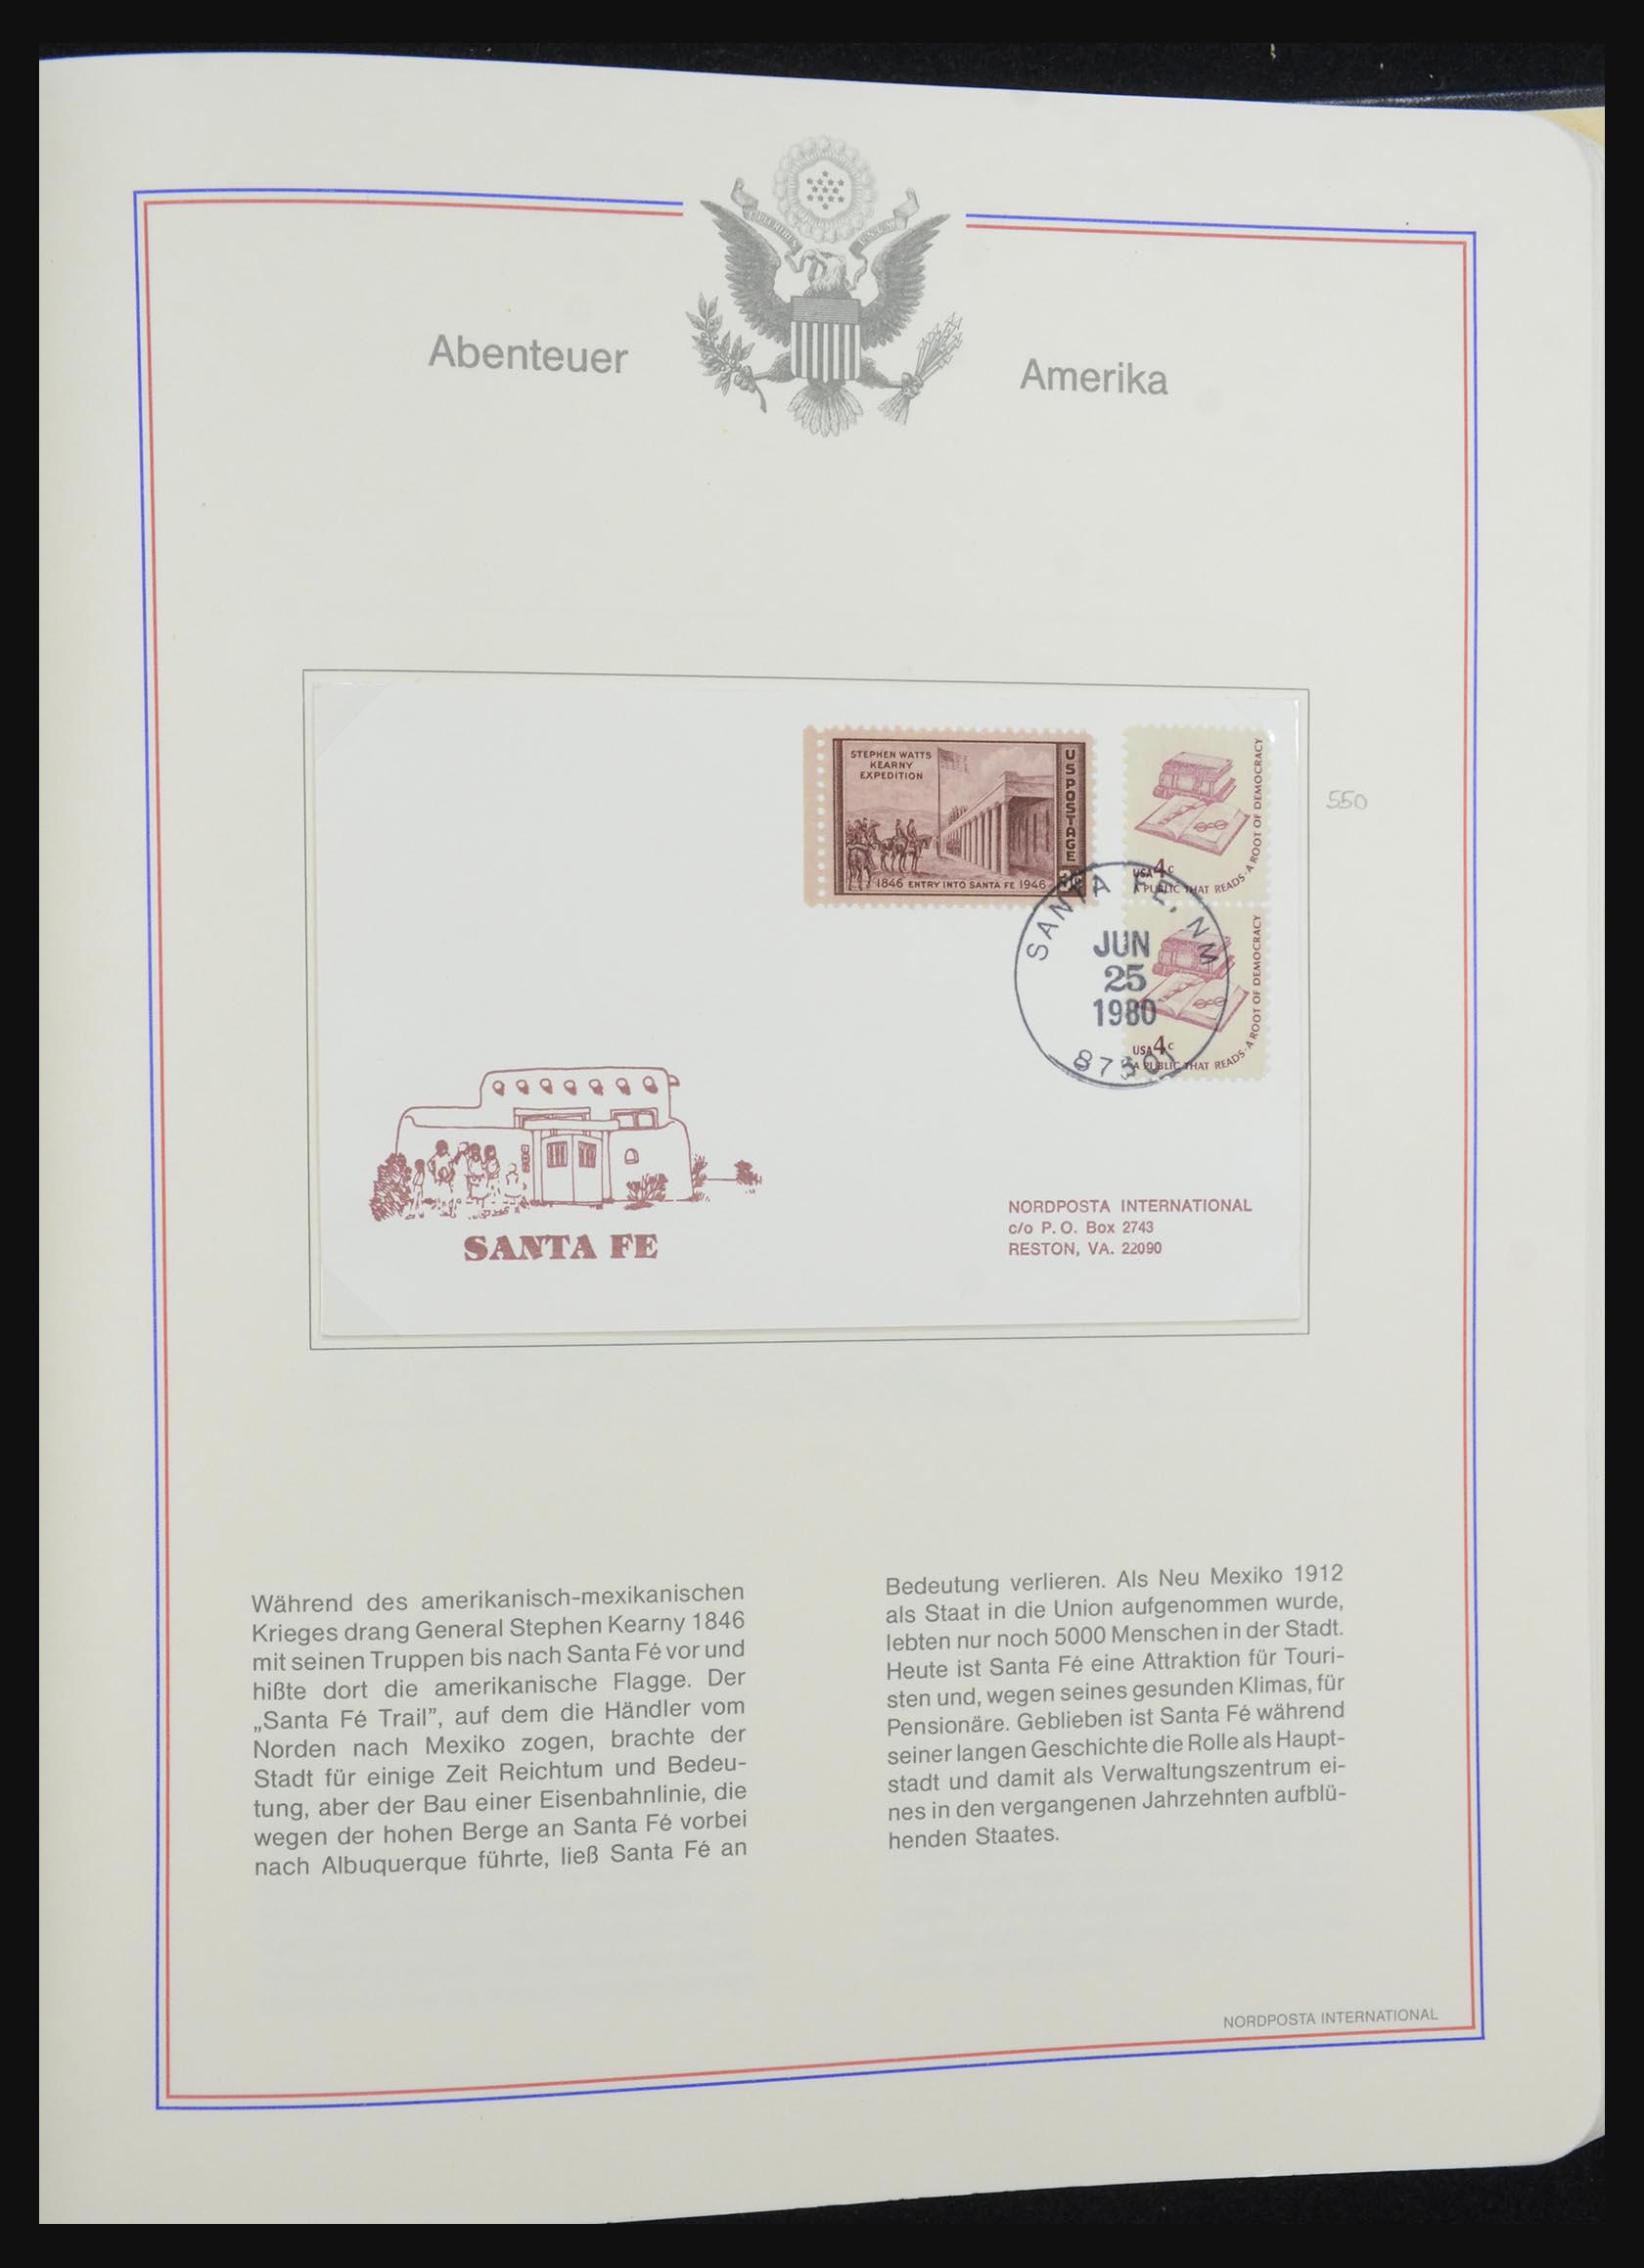 Abenteuer
Amerika
STEPHEN WATTS
KEARNY
EXPEDITION
US POSTAGE
1846 ENTRY INTO SANTA FE 1946
3¢
USA 4c
A PUBLIC THAT READS·A ROOT OF DEMOCRACY
USA 4c
A PUBLIC THAT READS·A ROOT OF DEMOCRACY
550
SANTA FE, NM
JUN
25
1980
87501
SANTA FE
NORDPOSTA INTERNATIONAL
c/o P. O. Box 2743
RESTON, VA. 22090
Während des amerikanisch-mexikanischen
Krieges drang General Stephen Kearny 1846
mit seinen Truppen bis nach Santa Fé vor und
hißte dort die amerikanische Flagge. Der
„Santa Fé Trail”, auf dem die Händler vom
Norden nach Mexiko zogen, brachte der
Stadt für einige Zeit Reichtum und Bedeu-
tung, aber der Bau einer Eisenbahnlinie, die
wegen der hohen Berge an Santa Fé vorbei
nach Albuquerque führte, ließ Santa Fé an
Bedeutung verlieren. Als Neu Mexiko 1912
als Staat in die Union aufgenommen wurde,
lebten nur noch 5000 Menschen in der Stadt.
Heute ist Santa Fé eine Attraktion für Touri-
sten und, wegen seines gesunden Klimas, für
Pensionäre. Geblieben ist Santa Fé während
seiner langen Geschichte die Rolle als Haupt-
stadt und damit als Verwaltungszentrum ei-
nes in den vergangenen Jahrzehnten aufblü-
henden Staates.
NORDPOSTA INTERNATIONAL